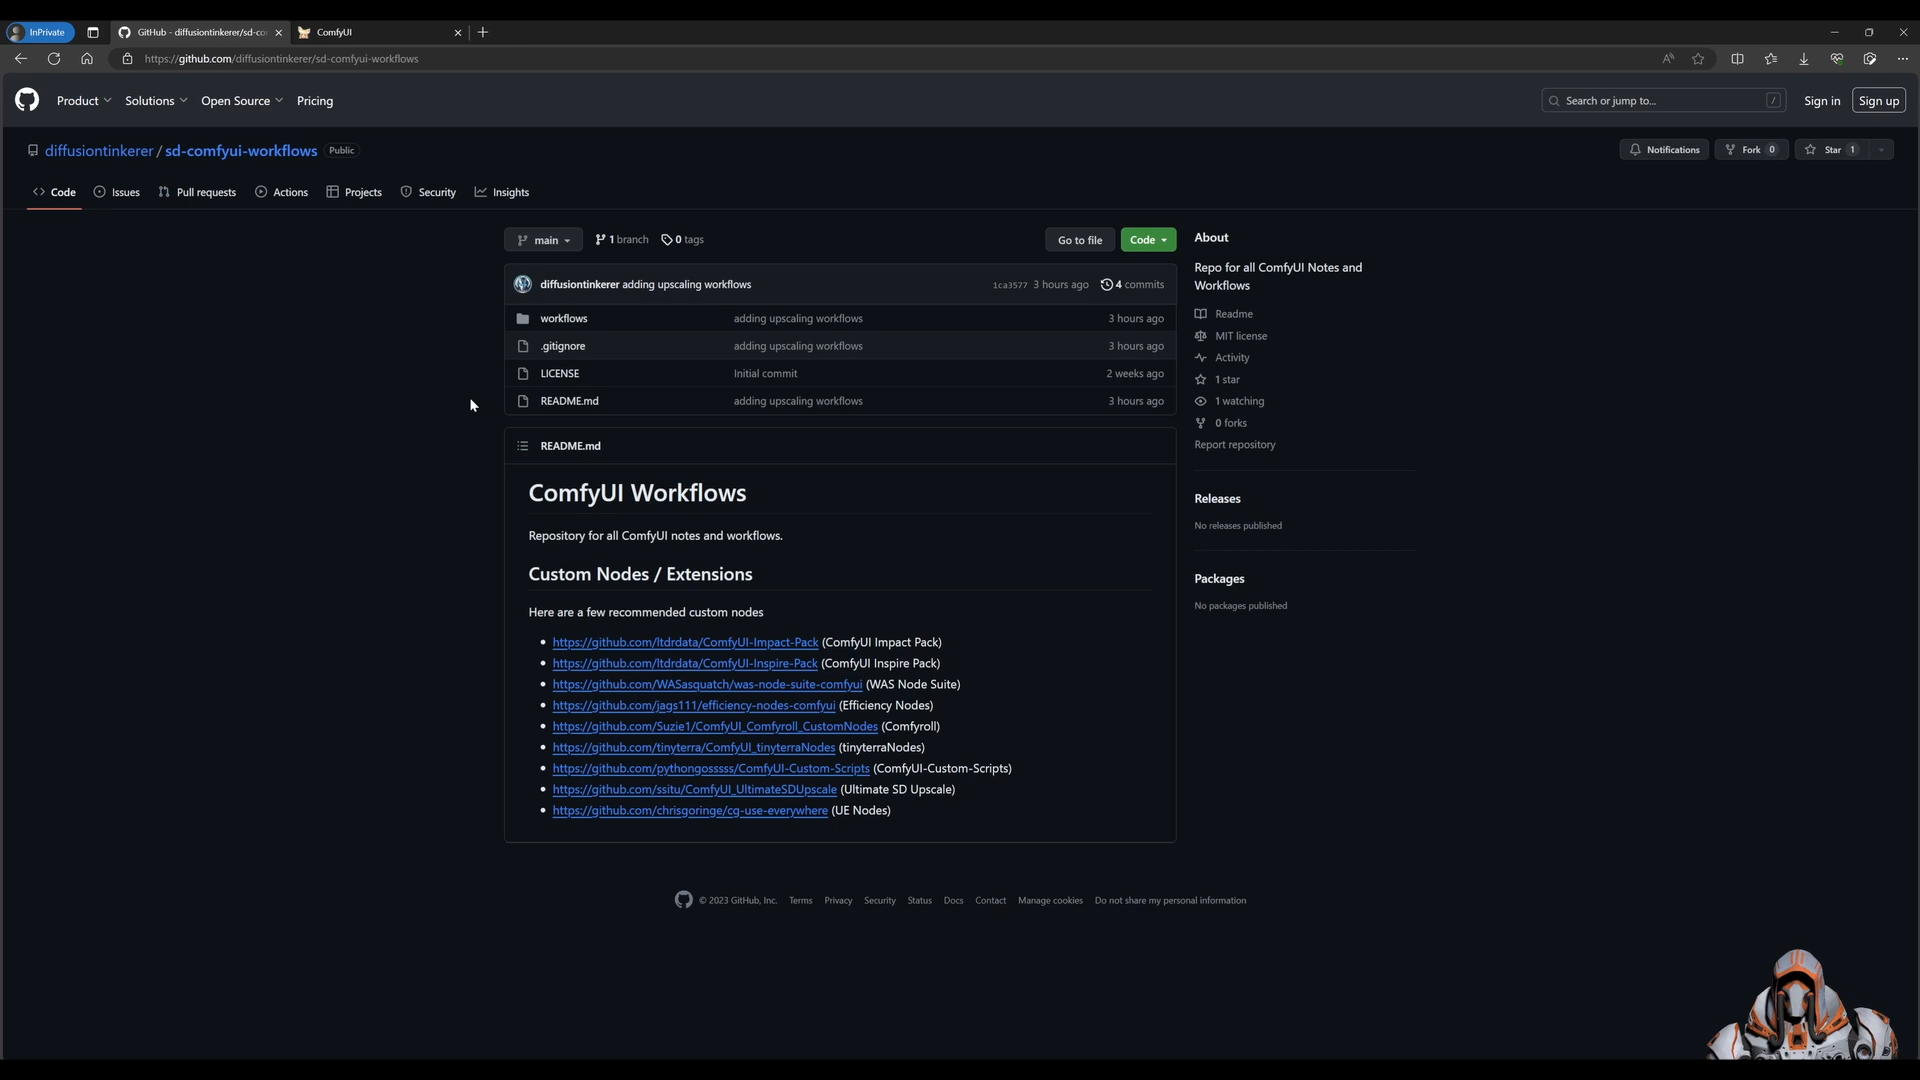 InPrivate
GitHub - diffusiontinkerer/sd-co
ComfyUI
https://github.com/diffusiontinkerer/sd-comfyui-workflows
Product
Solutions
Open Source
Pricing
Search or jump to...
/
Sign in
Sign up
diffusiontinkerer / sd-comfyui-workflows
Public
Notifications
Fork 0
Star 1
Code
Issues
Pull requests
Actions
Projects
Security
Insights
main
1 branch
0 tags
Go to file
Code
diffusiontinkerer adding upscaling workflows
1ca3577 3 hours ago
4 commits
workflows adding upscaling workflows 3 hours ago
.gitignore adding upscaling workflows 3 hours ago
LICENSE Initial commit 2 weeks ago
README.md adding upscaling workflows 3 hours ago
README.md
ComfyUI Workflows
Repository for all ComfyUI notes and workflows.
Custom Nodes / Extensions
Here are a few recommended custom nodes
https://github.com/ltdrdata/ComfyUI-Impact-Pack (ComfyUI Impact Pack)
https://github.com/ltdrdata/ComfyUI-Inspire-Pack (ComfyUI Inspire Pack)
https://github.com/WASasquatch/was-node-suite-comfyui (WAS Node Suite)
https://github.com/jags111/efficiency-nodes-comfyui (Efficiency Nodes)
https://github.com/Suzie1/ComfyUI_Comfyroll_CustomNodes (Comfyroll)
https://github.com/tinyterra/ComfyUI_tinyterraNodes (tinyterraNodes)
https://github.com/pythongosssss/ComfyUI-Custom-Scripts (ComfyUI-Custom-Scripts)
https://github.com/ssitu/ComfyUI_UltimateSDUpscale (Ultimate SD Upscale)
https://github.com/chrisgoringe/cg-use-everywhere (UE Nodes)
About
Repo for all ComfyUI Notes and
Workflows
Readme
MIT license
Activity
1 star
1 watching
0 forks
Report repository
Releases
No releases published
Packages
No packages published
© 2023 GitHub, Inc.
Terms
Privacy
Security
Status
Docs
Contact
Manage cookies
Do not share my personal information